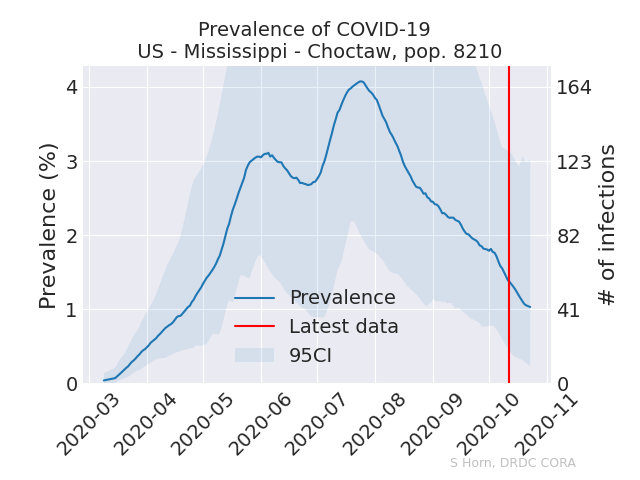 Prevalence of COVID-19
US - Mississippi - Choctaw, pop. 8210
Prevalence (%)
4
3
2
1
0
164
123
82
41
0
# of infections
Prevalence
Latest data
95CI
2020-03
2020-04
2020-05
2020-06
2020-07
2020-08
2020-09
2020-10
2020-11
S Horn, DRDC CORA